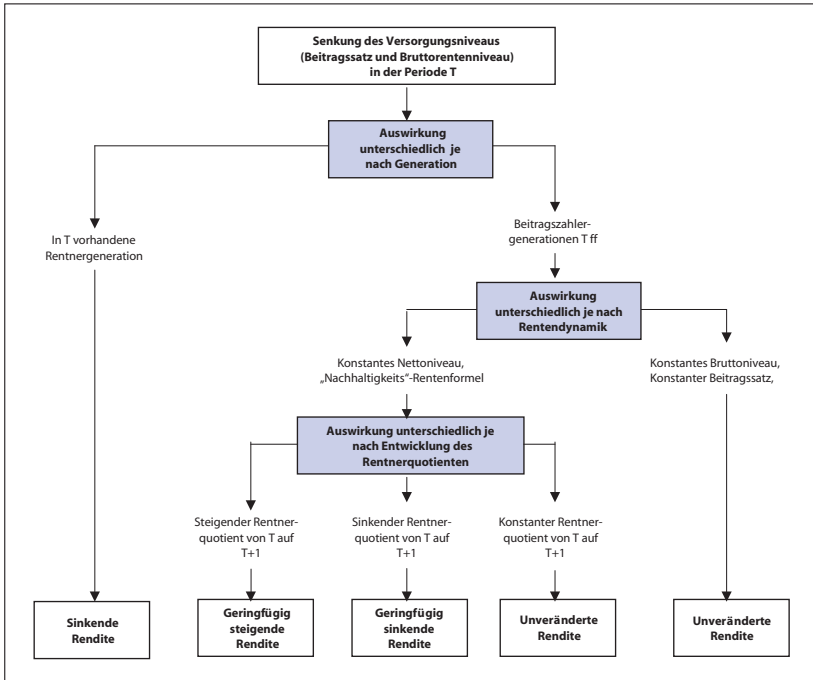 Senkung des Versorgungsniveaus
(Beitragssatz und Bruttorentenniveau)
in der Periode T
Auswirkung
unterschiedlich je
nach Generation
In T vorhandene
Rentnergeneration
Beitragszahler-
generationen T ff
Auswirkung
unterschiedlich je nach
Rentendynamik
Konstantes Nettoniveau,
„Nachhaltigkeits“-Rentenformel
Konstantes Bruttoniveau,
Konstanter Beitragssatz,
Auswirkung unterschiedlich je
nach Entwicklung des
Rentnerquotienten
Steigender Rentner-
quotient von T auf
T+1
Sinkender Rentner-
quotient von T auf
T+1
Konstanter Rentner-
quotient von T auf
T+1
Sinkende
Rendite
Geringfügig
steigende
Rendite
Geringfügig
sinkende
Rendite
Unveränderte
Rendite
Unveränderte
Rendite